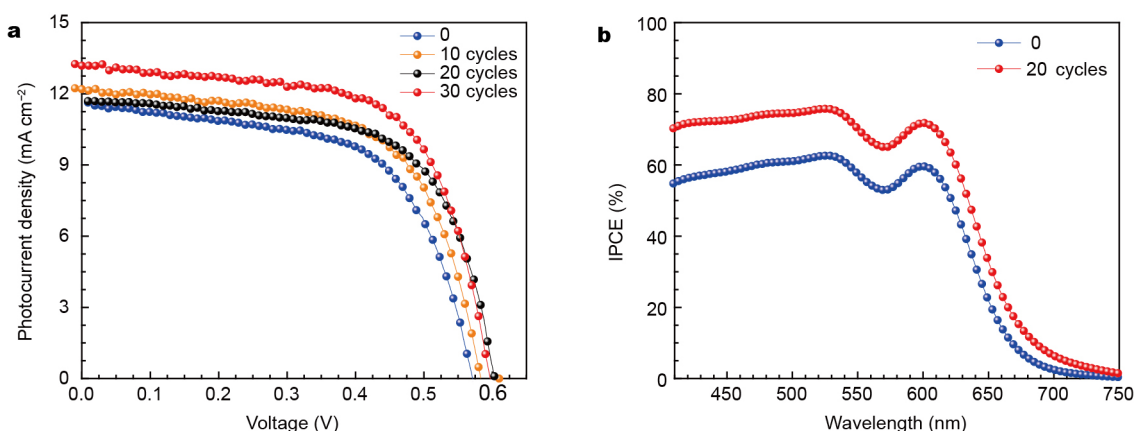 a
15
12
9
6
3
0
0.0 0.1 0.2 0.3 0.4 0.5 0.6
Photocurrent density (mA cm⁻²)
Voltage (V)
0
10 cycles
20 cycles
30 cycles
b
100
80
60
40
20
0
450 500 550 600 650 700 750
IPCE (%)
Wavelength (nm)
0
20 cycles